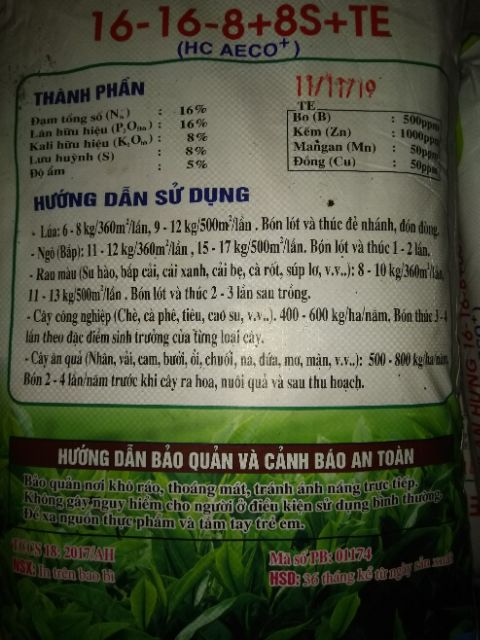 16-16-8+8S+TE
(HC AECO⁺)
THÀNH PHẦN
11/11/19
Đạm tổng số (Nts) : 16%
Lân hữu hiệu (P₂O₅hh) : 16%
Kali hữu hiệu (K₂Ohh) : 8%
Lưu huỳnh (S) : 8%
Độ ẩm : 5%
TE
Bo (B) : 500ppm
Kẽm (Zn) : 1000ppm
Mangan (Mn) : 50ppm
Đồng (Cu) : 50ppm
HƯỚNG DẪN SỬ DỤNG
- Lúa: 6 - 8 kg/360m²/lần, 9 - 12 kg/500m²/lần . Bón lót và thúc đẻ nhánh, đón đòng.
- Ngô (Bắp): 11 - 12 kg/360m²/lần , 15 - 17 kg/500m²/lần. Bón lót và thúc 1 - 2 lần.
- Rau màu (Su hào, bắp cải, cải xanh, cải bẹ, cà rốt, súp lơ, v.v..): 8 - 10 kg/360m²/lần,
11 - 13 kg/500m²/lần . Bón lót và thúc 2 - 3 lần sau trồng.
- Cây công nghiệp (Chè, cà phê, tiêu, cao su, v.v..). 400 - 600 kg/ha/năm, Bón thúc 3-4
lần theo đặc điểm sinh trưởng của từng loại cây.
- Cây ăn quả (Nhãn, vải, cam, bưởi, ổi, chuối, na, dứa, mơ, mận, v.v..): 500 - 800 kg/ha/năm,
Bón 2 - 4 lần/năm trước khi cây ra hoa, nuôi quả và sau thu hoạch.
HƯỚNG DẪN BẢO QUẢN VÀ CẢNH BÁO AN TOÀN
Bảo quản nơi khô ráo, thoáng mát, tránh ánh nắng trực tiếp.
Không gây nguy hiểm cho người ở điều kiện sử dụng bình thường.
Để xa nguồn thực phẩm và tầm tay trẻ em.
TCCS 18: 2017/AH
Mã số PB: 01174
NSX: In trên bao bì
HSD: 36 tháng kể từ ngày sản xuất